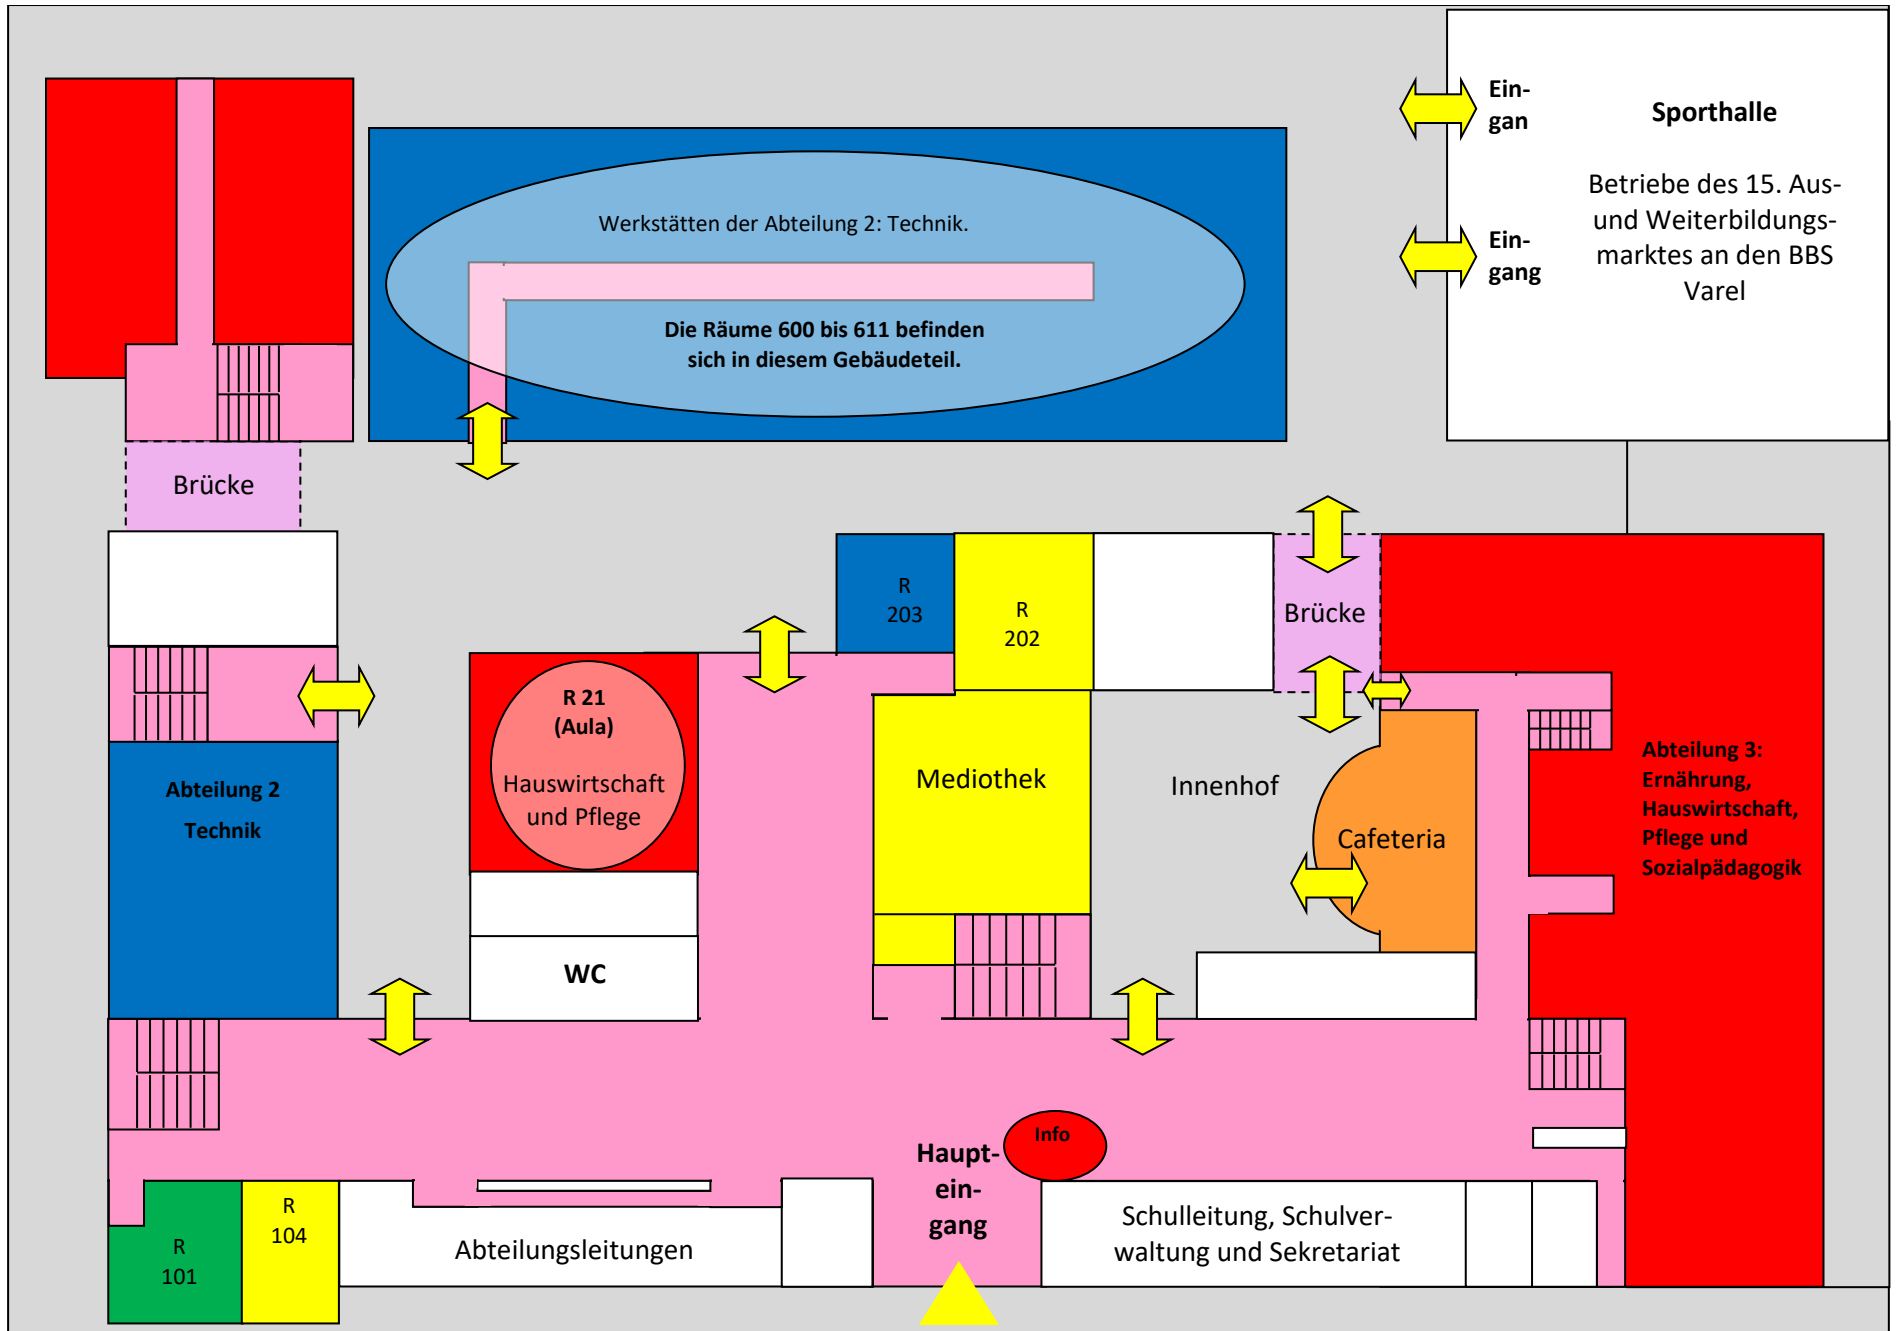 Ein-
gan
Sporthalle
Betriebe des 15. Aus-
und Weiterbildungs-
marktes an den BBS
Varel
Ein-
gang
Werkstätten der Abteilung 2: Technik.
Die Räume 600 bis 611 befinden
sich in diesem Gebäudeteil.
Brücke
R
203
R
202
Brücke
R 21
(Aula)
Hauswirtschaft
und Pflege
Abteilung 2
Technik
Mediothek
Innenhof
Cafeteria
Abteilung 3:
Ernährung,
Hauswirtschaft,
Pflege und
Sozialpädagogik
WC
Info
Haupt-
ein-
gang
R
101
R
104
Abteilungsleitungen
Schulleitung, Schulver-
waltung und Sekretariat